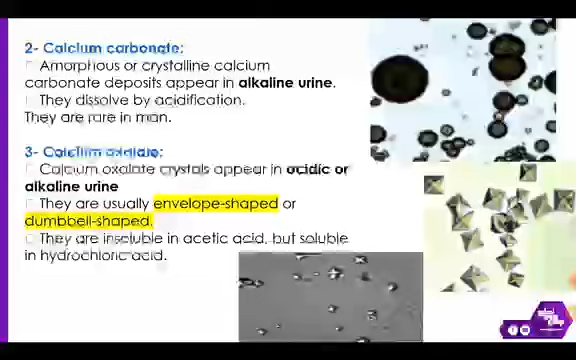 2- Calcium carbonate:
Amorphous or crystalline calcium
carbonate deposits appear in alkaline urine.
They dissolve by acidification.
They are rare in man.
3- Calcium oxalate:
Calcium oxalate crystals appear in acidic or
alkaline urine
They are usually envelope-shaped or
dumbbell-shaped.
They are insoluble in acetic acid, but soluble
in hydrochloric acid.